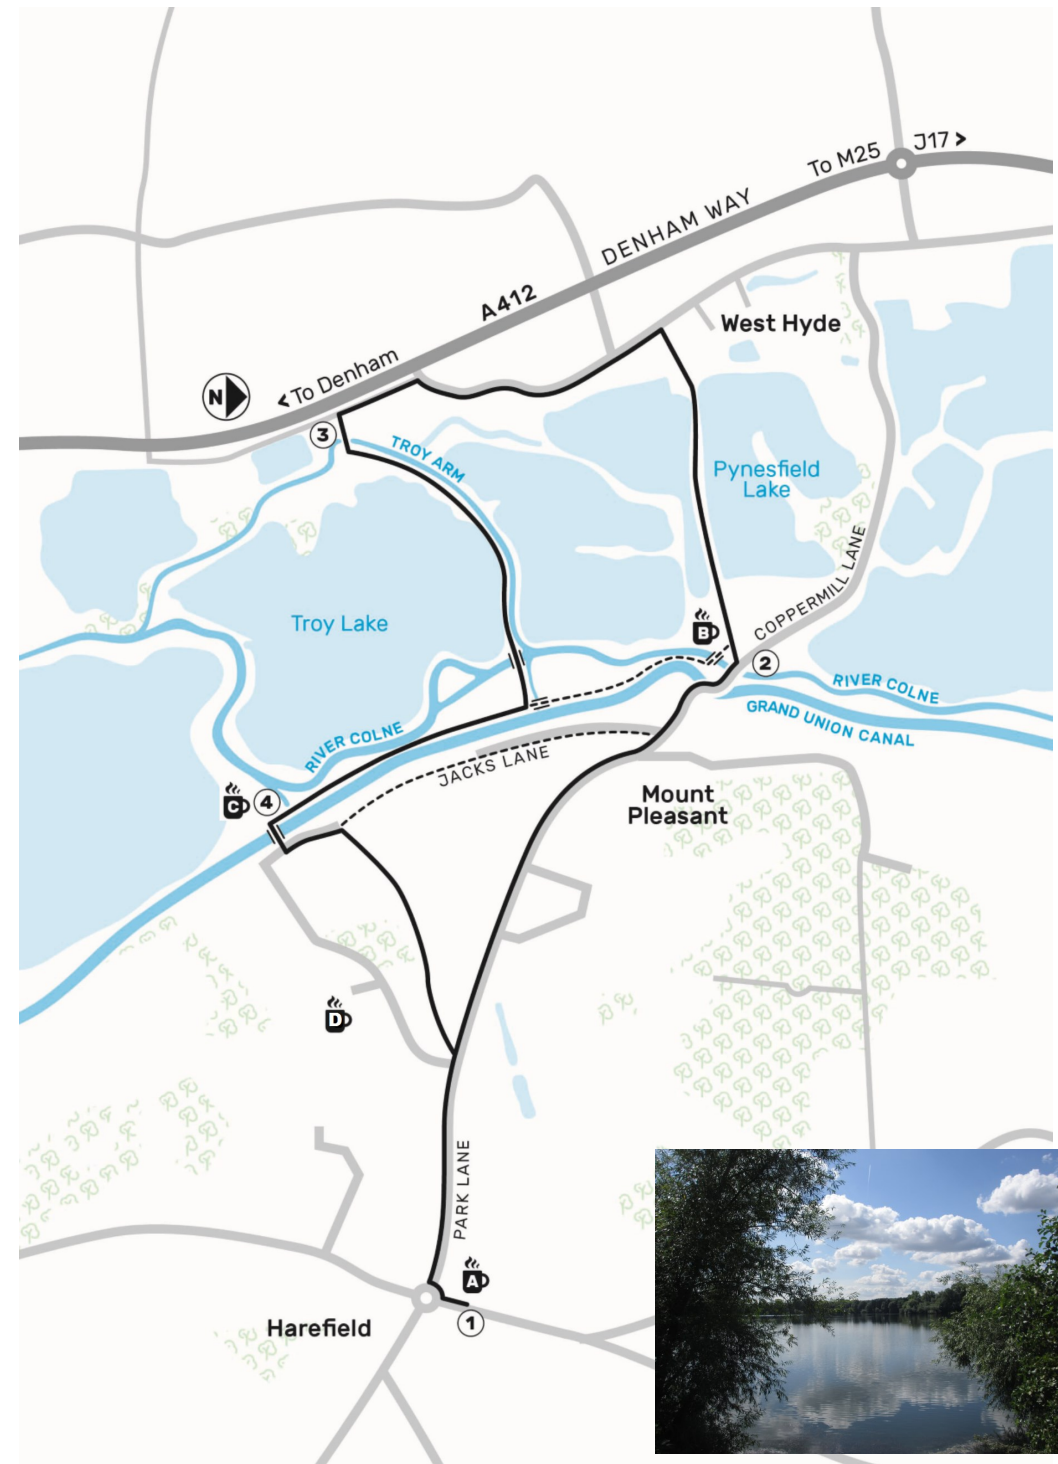 J17 >
To M25
DENHAM WAY
A412
West Hyde
N
< To Denham
3
TROY ARM
Pynesfield
Lake
COPPERMILL LANE
Troy Lake
B
2
RIVER COLNE
GRAND UNION CANAL
RIVER COLNE
JACKS LANE
C
4
Mount
Pleasant
D
PARK LANE
A
1
Harefield